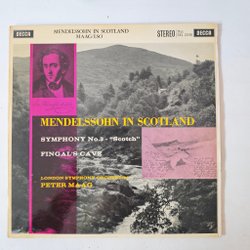 MENDELSSOHN IN SCOTLAND
MAAG/LSO
STEREO
DECCA
DECCA
MENDELSSOHN IN SCOTLAND
SYMPHONY No.3 - "Scotch"
FINGAL'S CAVE
LONDON SYMPHONY ORCHESTRA
PETER MAAG